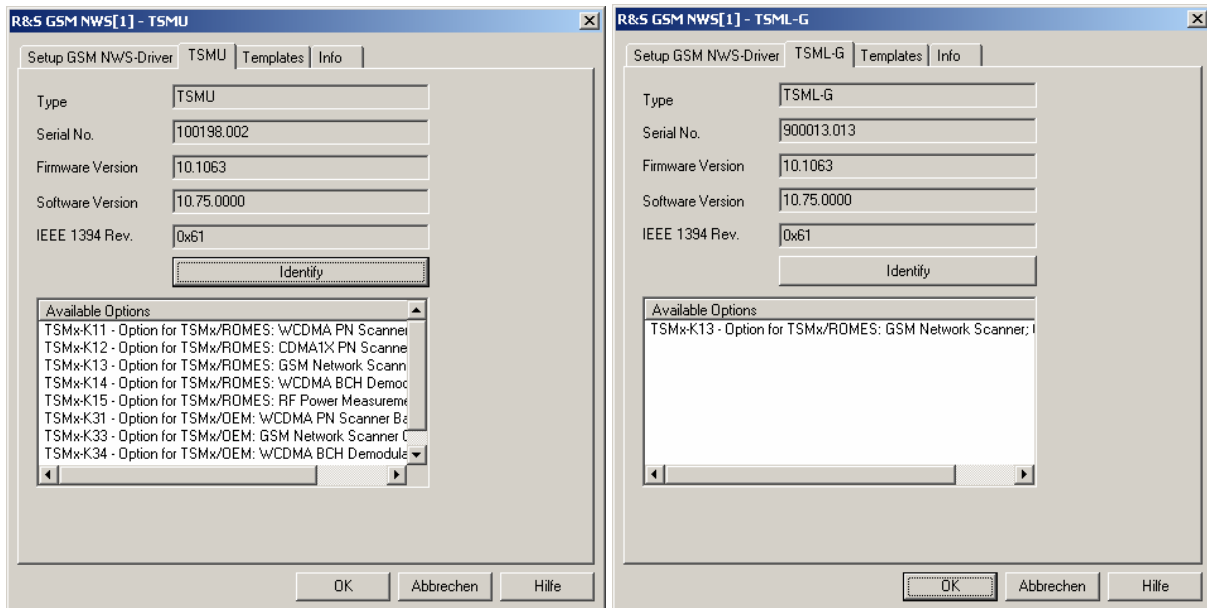 R&S GSM NWS[1] - TSMU
Setup GSM NWS-Driver TSMU Templates Info
Type TSMU
Serial No. 100198.002
Firmware Version 10.1063
Software Version 10.75.0000
IEEE 1394 Rev. 0x61
Identify
Available Options
TSMx-K11 - Option for TSMx/ROMES: WCDMA PN Scanner
TSMx-K12 - Option for TSMx/ROMES: CDMA1X PN Scanne
TSMx-K13 - Option for TSMx/ROMES: GSM Network Scann
TSMx-K14 - Option for TSMx/ROMES: WCDMA BCH Demod
TSMx-K15 - Option for TSMx/ROMES: RF Power Measureme
TSMx-K31 - Option for TSMx/OEM: WCDMA PN Scanner Ba
TSMx-K33 - Option for TSMx/OEM: GSM Network Scanner
TSMx-K34 - Option for TSMx/OEM: WCDMA BCH Demodula
OK Abbrechen Hilfe
R&S GSM NWS[1] - TSML-G
Setup GSM NWS-Driver TSML-G Templates Info
Type TSML-G
Serial No. 900013.013
Firmware Version 10.1063
Software Version 10.75.0000
IEEE 1394 Rev. 0x61
Identify
Available Options
TSMx-K13 - Option for TSMx/ROMES: GSM Network Scanner;
OK Abbrechen Hilfe